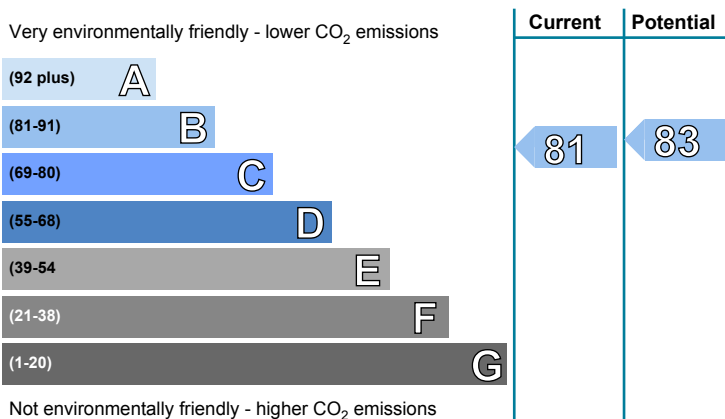 Very environmentally friendly - lower CO₂ emissions
Current Potential
(92 plus) A
(81-91) B
(69-80) C
(55-68) D
(39-54 E
(21-38) F
(1-20) G
81 83
Not environmentally friendly - higher CO₂ emissions